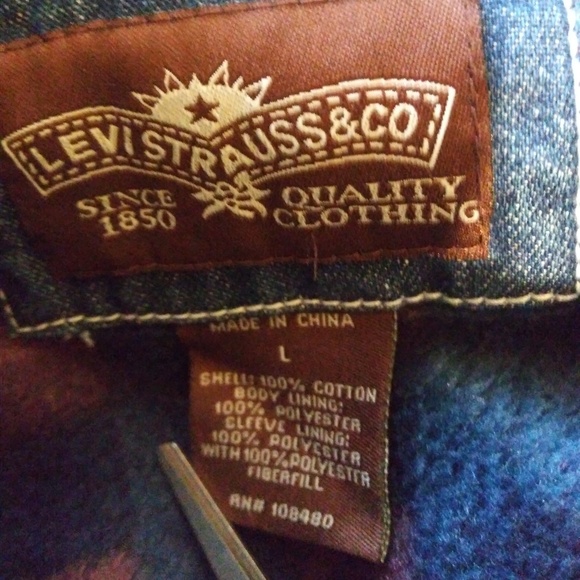 LEVI STRAUSS & CO
SINCE
1850
QUALITY
CLOTHING
MADE IN CHINA
L
SHELL: 100% COTTON
BODY LINING:
100% POLYESTER
SLEEVE LINING:
100% POLYESTER
WITH 100% POLYESTER
FIBERFILL
RN# 108480